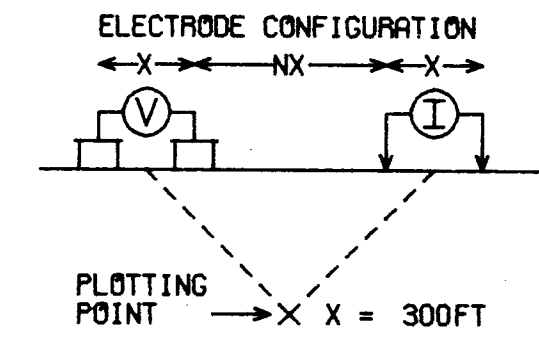 ELECTRODE CONFIGURATION
X NX X
V I
PLOTTING
POINT X X = 300FT